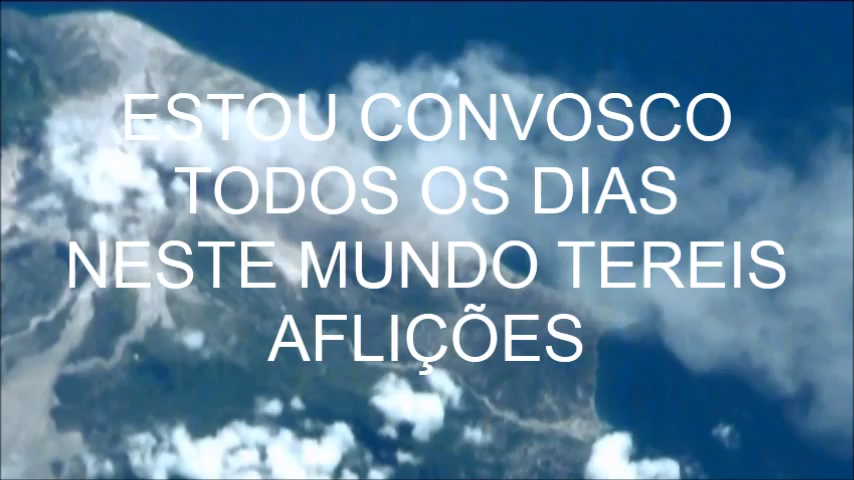 ESTOU CONVOSCO
TODOS OS DIAS
NESTE MUNDO TEREIS
AFLIÇÕES